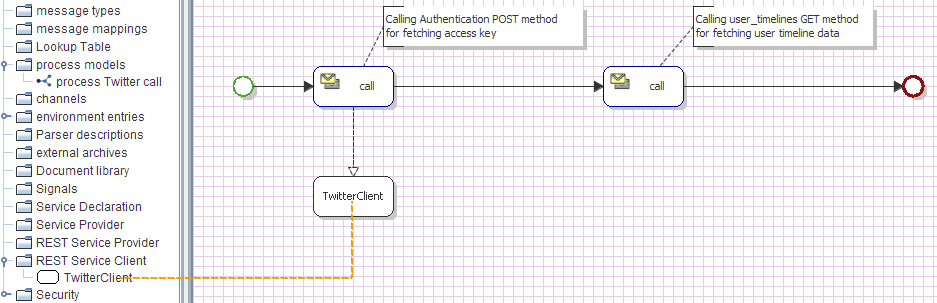 message types
message mappings
Lookup Table
process models
process Twitter call
channels
environment entries
Parser descriptions
external archives
Document library
Signals
Service Declaration
Service Provider
REST Service Provider
REST Service Client
TwitterClient
Security
Calling Authentication POST method
for fetching access key
Calling user_timelines GET method
for fetching user timeline data
call
call
TwitterClient